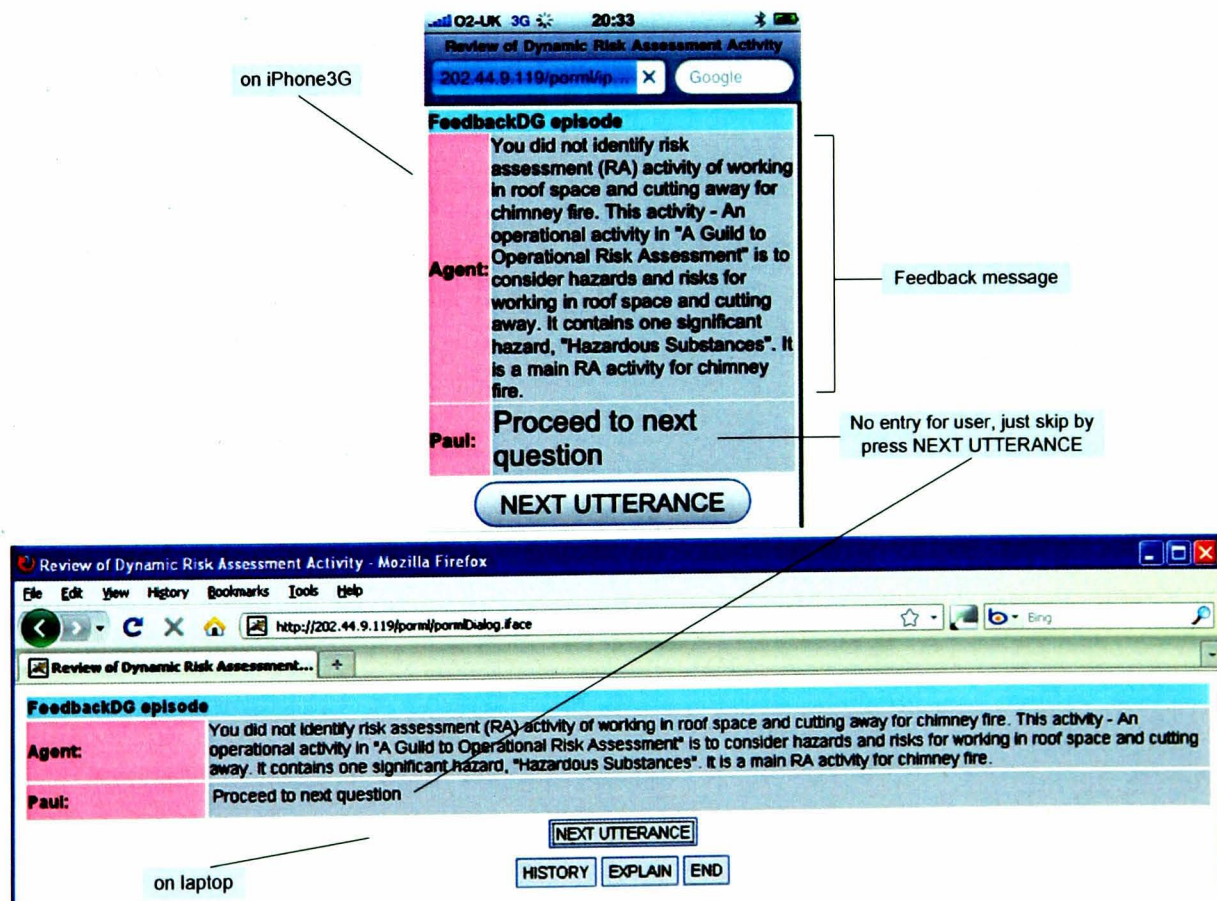 O2-UK 3G 20:33
Review of Dynamic Risk Assessment Activity
202.44.9.119/porml/ip... Google
on iPhone3G
FeedbackDG episode
Agent:
You did not identify risk
assessment (RA) activity of working
in roof space and cutting away for
chimney fire. This activity - An
operational activity in "A Guild to
Operational Risk Assessment" is to
consider hazards and risks for
working in roof space and cutting
away. It contains one significant
hazard, "Hazardous Substances". It
is a main RA activity for chimney
fire.
Feedback message
Paul:
Proceed to next
question
No entry for user, just skip by
press NEXT UTTERANCE
NEXT UTTERANCE
Review of Dynamic Risk Assessment Activity - Mozilla Firefox
File Edit View History Bookmarks Tools Help
http://202.44.9.119/porml/pormlDialog.iface Bing
Review of Dynamic Risk Assessment...
FeedbackDG episode
Agent:
You did not identify risk assessment (RA) activity of working in roof space and cutting away for chimney fire. This activity - An
operational activity in "A Guild to Operational Risk Assessment" is to consider hazards and risks for working in roof space and cutting
away. It contains one significant hazard, "Hazardous Substances". It is a main RA activity for chimney fire.
Paul:
Proceed to next question
NEXT UTTERANCE
HISTORY EXPLAIN END
on laptop